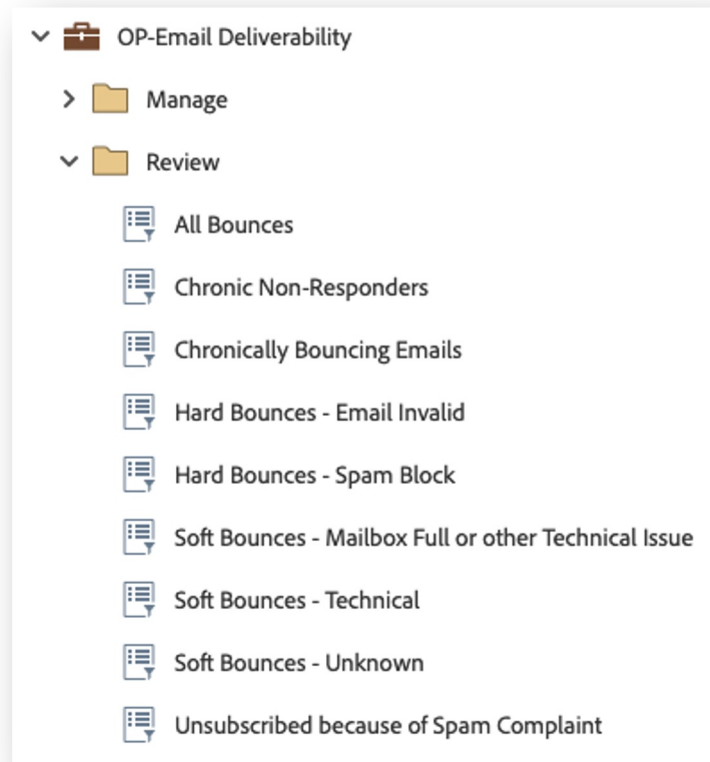 OP-Email Deliverability
Manage
Review
All Bounces
Chronic Non-Responders
Chronically Bouncing Emails
Hard Bounces - Email Invalid
Hard Bounces - Spam Block
Soft Bounces - Mailbox Full or other Technical Issue
Soft Bounces - Technical
Soft Bounces - Unknown
Unsubscribed because of Spam Complaint